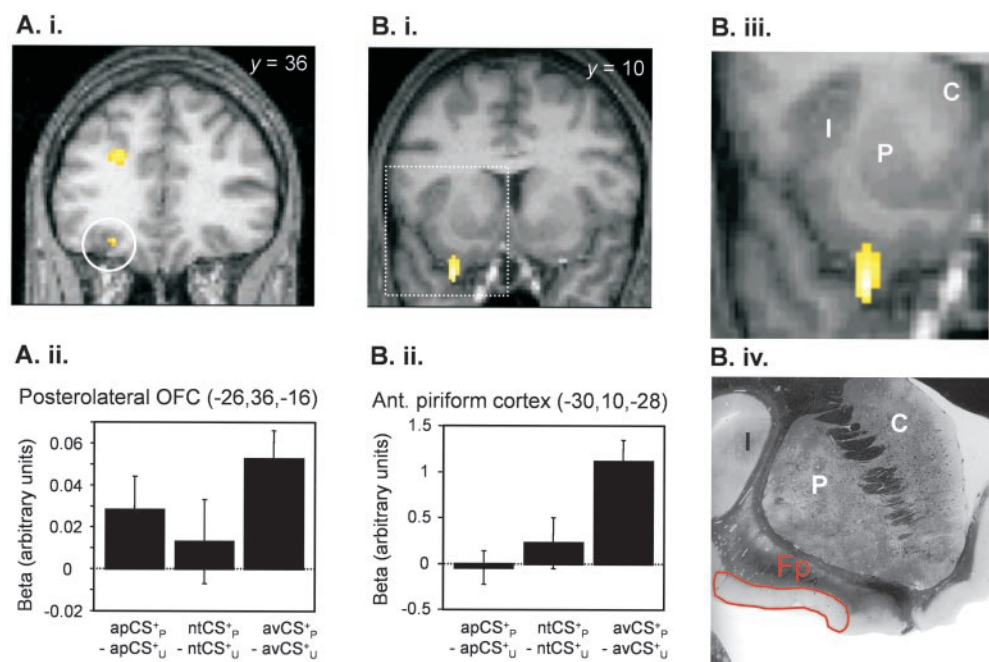 A. i.
y = 36
B. i.
y = 10
B. iii.
I
P
C
A. ii.
Posterolateral OFC (-26,36,-16)
Beta (arbitrary units)
0.06
0.04
0.02
0
-0.02
apCS⁺P
- apCS⁺U
ntCS⁺P
- ntCS⁺U
avCS⁺P
- avCS⁺U
B. ii.
Ant. piriform cortex (-30,10,-28)
Beta (arbitrary units)
1.5
1
0.5
0
-0.5
apCS⁺P
- apCS⁺U
ntCS⁺P
- ntCS⁺U
avCS⁺P
- avCS⁺U
B. iv.
I
C
P
Fp